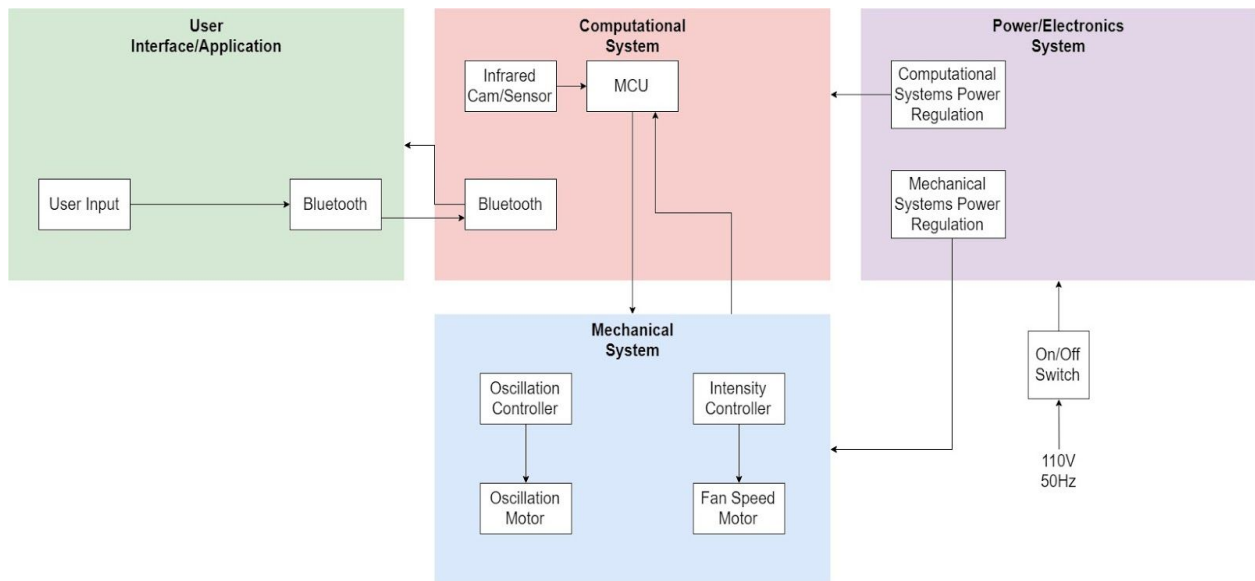 User
Interface/Application
User Input
Bluetooth
Computational
System
Infrared
Cam/Sensor
MCU
Bluetooth
Power/Electronics
System
Computational
Systems Power
Regulation
Mechanical
Systems Power
Regulation
Mechanical
System
Oscillation
Controller
Intensity
Controller
Oscillation
Motor
Fan Speed
Motor
On/Off
Switch
110V
50Hz